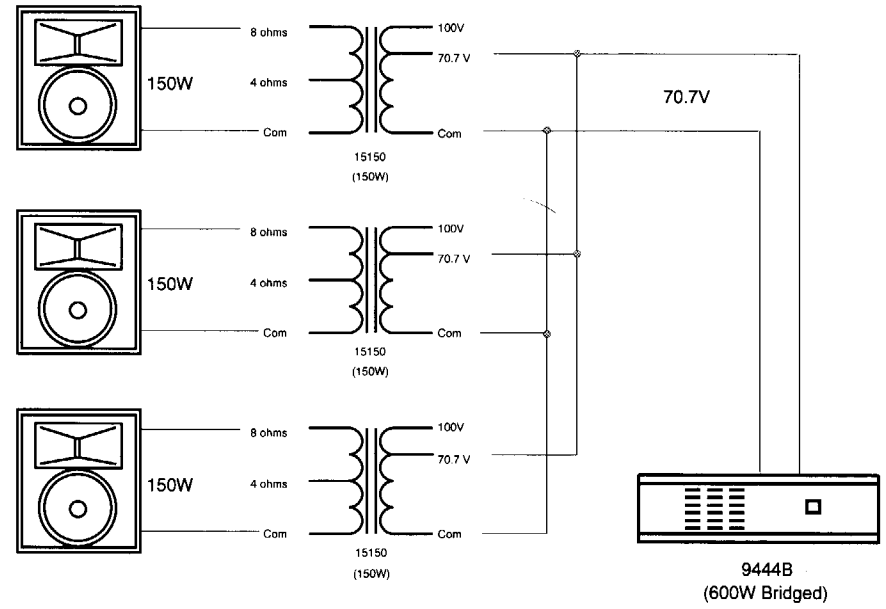 8 ohms
100V
70.7 V
150W
4 ohms
70.7V
Com
Com
15150
(150W)
8 ohms
100V
70.7 V
150W
4 ohms
Com
Com
15150
(150W)
8 ohms
100V
70.7 V
150W
4 ohms
Com
Com
15150
(150W)
9444B
(600W Bridged)